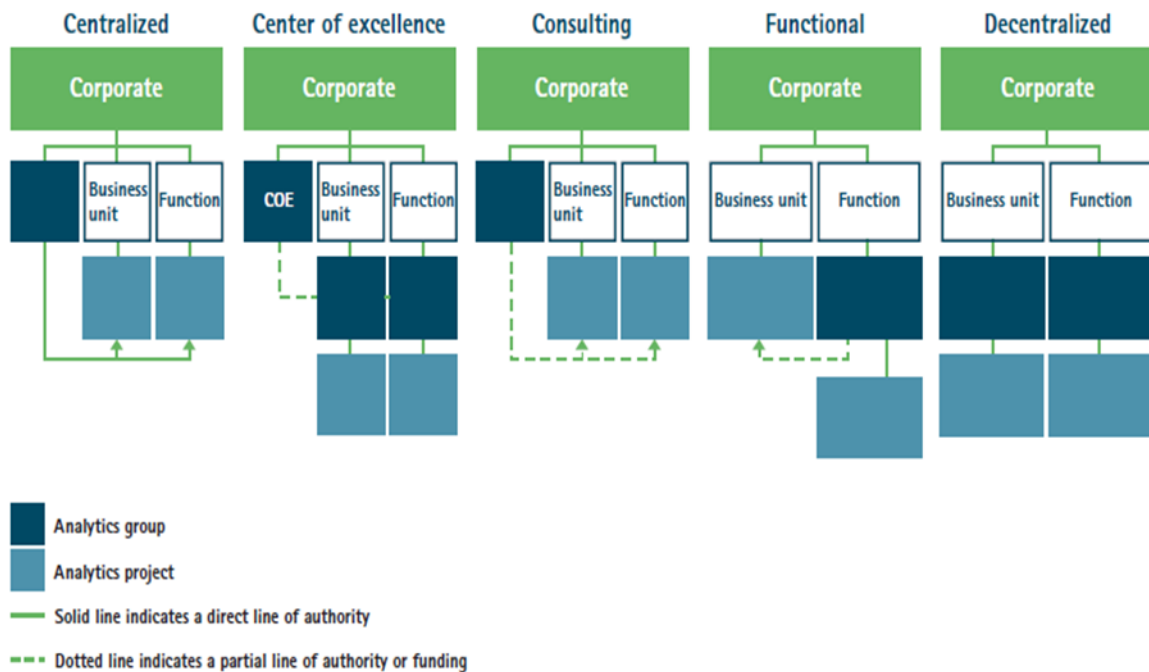 Centralized
Center of excellence
Consulting
Functional
Decentralized
Corporate
Corporate
Corporate
Corporate
Corporate
Business
unit
Function
COE
Business
unit
Function
Business
unit
Function
Business unit
Function
Business unit
Function
Analytics group
Analytics project
Solid line indicates a direct line of authority
Dotted line indicates a partial line of authority or funding